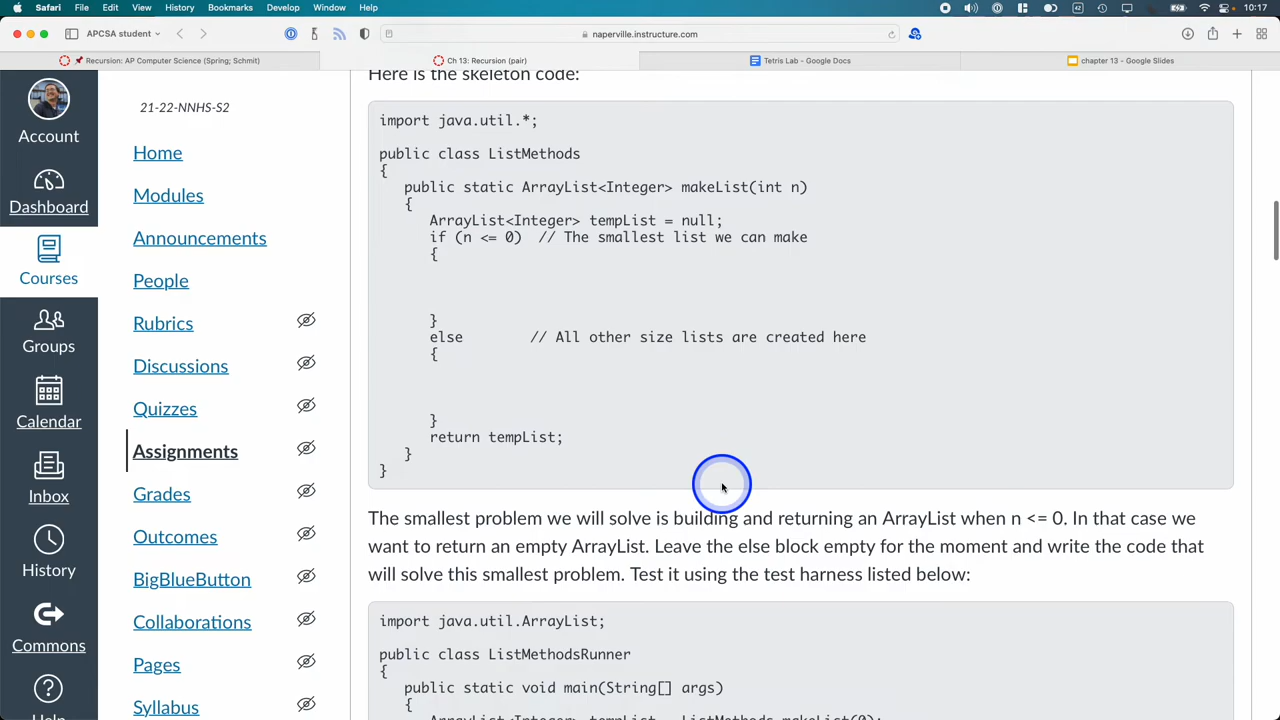 Safari File Edit View History Bookmarks Develop Window Help 10:17
APCSA student naperville.instructure.com
Recursion: AP Computer Science (Spring; Schmit) Ch 13: Recursion (pair) Tetris Lab - Google Docs chapter 13 - Google Slides
Account
Dashboard
Courses
Groups
Calendar
Inbox
History
Commons
Help
21-22-NNHS-S2
Home
Modules
Announcements
People
Rubrics
Discussions
Quizzes
Assignments
Grades
Outcomes
BigBlueButton
Collaborations
Pages
Syllabus
Here is the skeleton code:
import java.util.*;
public class ListMethods
{
public static ArrayList<Integer> makeList(int n)
{
ArrayList<Integer> tempList = null;
if (n <= 0) // The smallest list we can make
{
}
else // All other size lists are created here
{
}
return tempList;
}
}
The smallest problem we will solve is building and returning an ArrayList when n <= 0. In that case we
want to return an empty ArrayList. Leave the else block empty for the moment and write the code that
will solve this smallest problem. Test it using the test harness listed below:
import java.util.ArrayList;
public class ListMethodsRunner
{
public static void main(String[] args)
{
ArrayList<Integer> tempList = ListMethods.makeList(0);